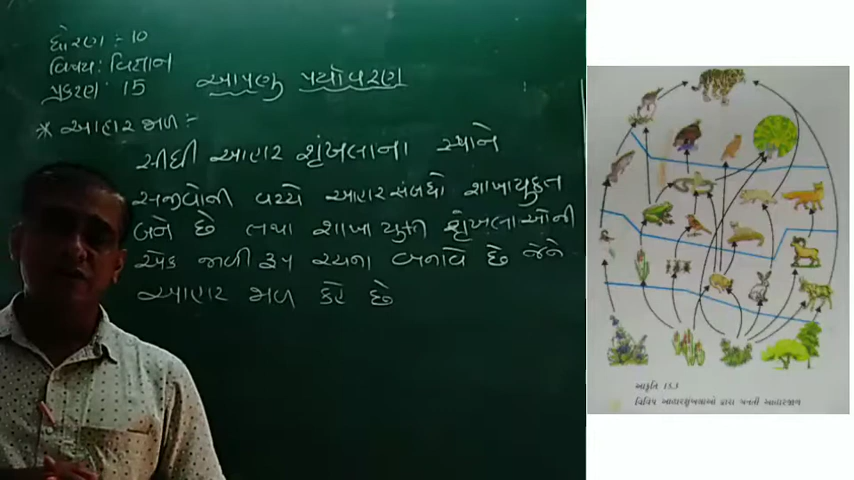 ધોરણ :- 10
વિષય: વિજ્ઞાન
પ્રકરણ 15
આપણુ પર્યાવરણ
* આહાર જાળ :-
સીધી આહાર શૃંખલાના સ્થાને
સજીવોની વચ્ચે આહાર સંબંધો શાખાયુક્ત
બને છે તથા શાખાયુક્ત શૃંખલાઓની
એક જાળી રૂપ રચના બનાવે છે જેને
આહાર જાળ કહે છે
આકૃતિ 15.3
વિવિધ આહારશૃંખલાઓ દ્વારા બનતી આહારજાળ